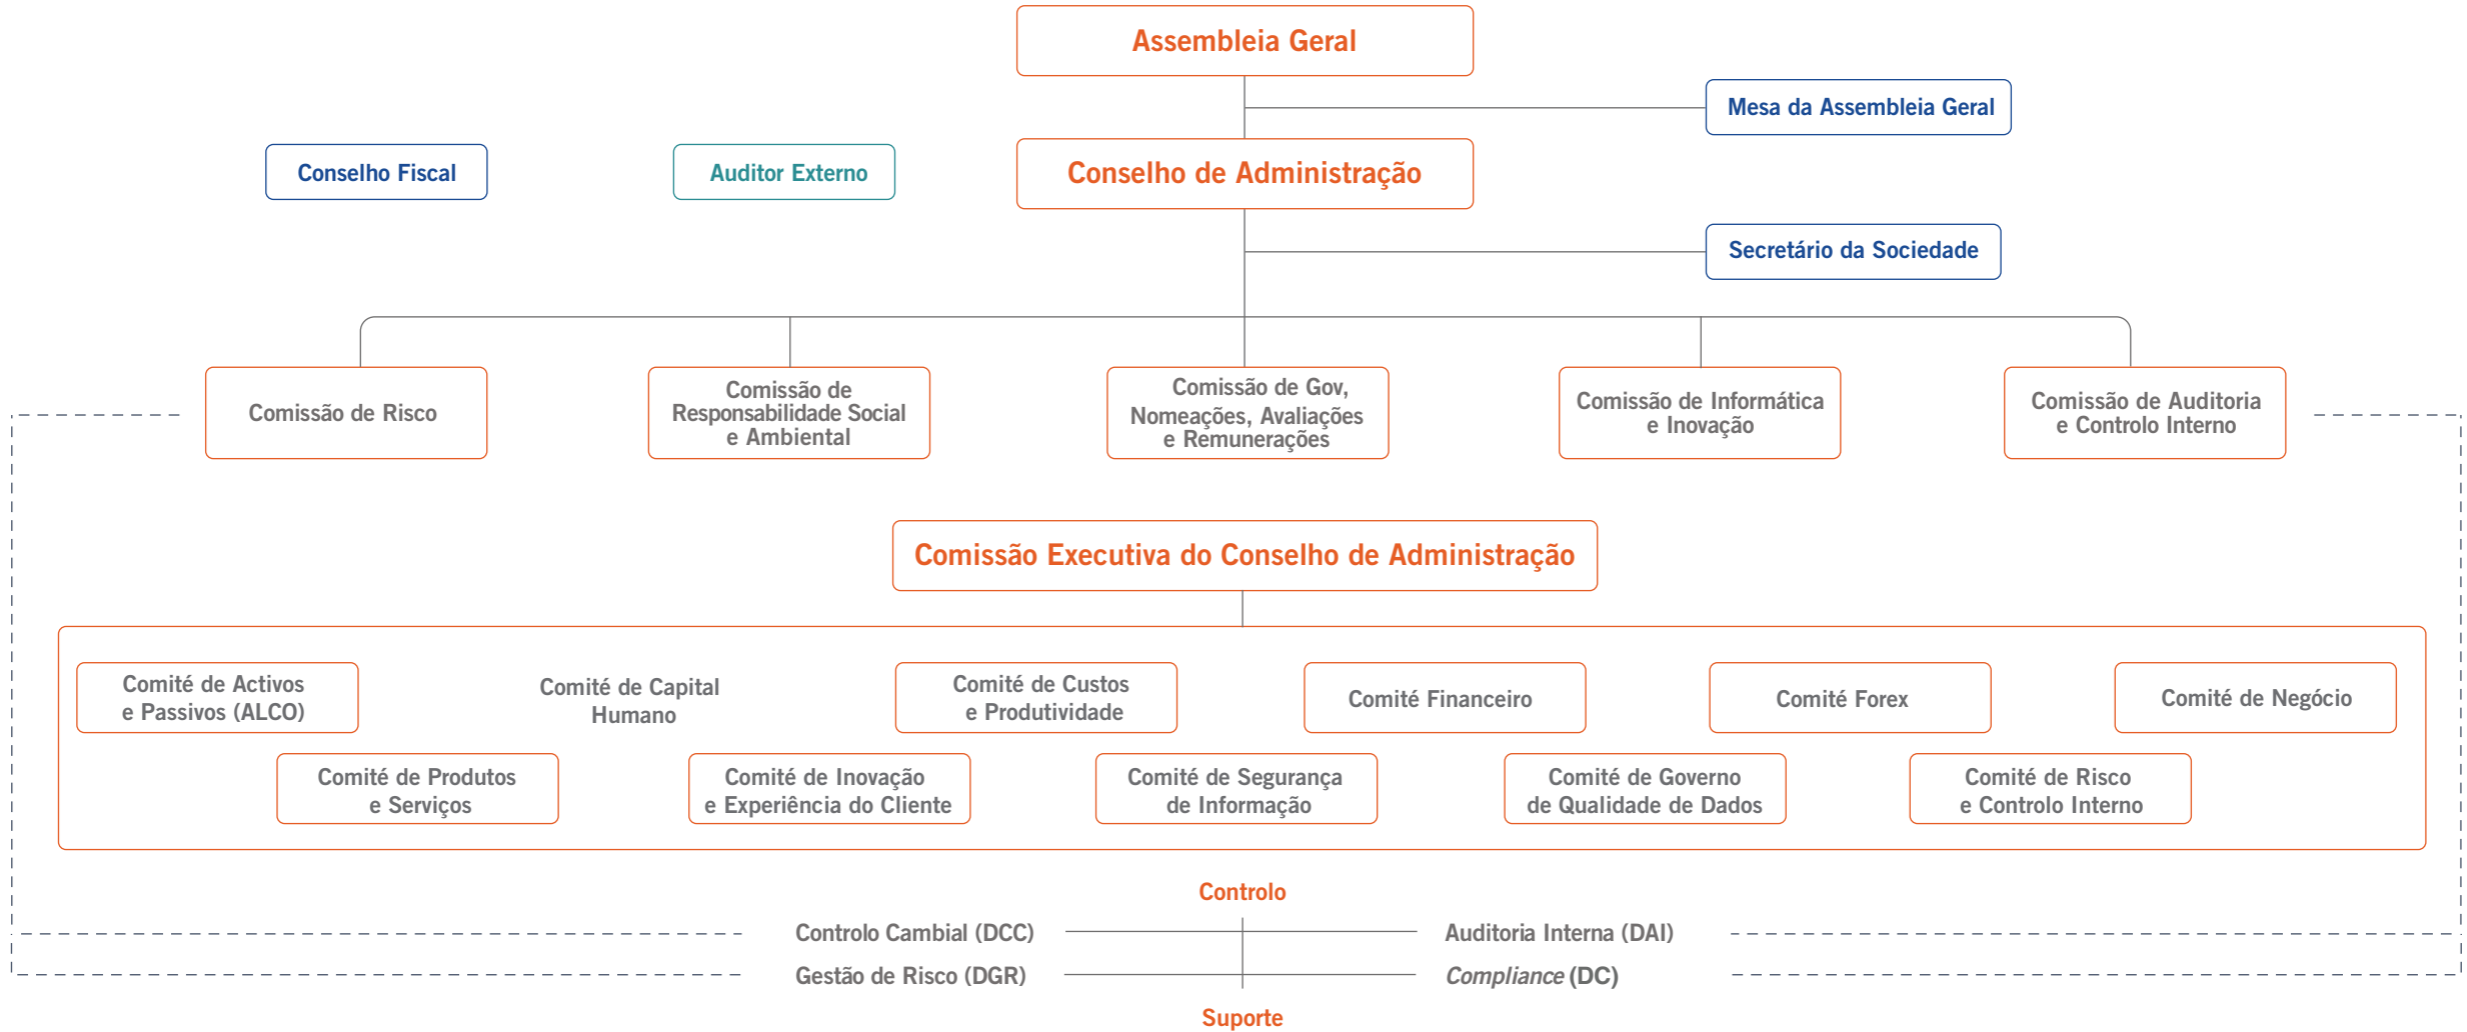 Assembleia Geral
Mesa da Assembleia Geral
Conselho Fiscal
Auditor Externo
Conselho de Administração
Secretário da Sociedade
Comissão de Risco
Comissão de
Responsabilidade Social
e Ambiental
Comissão de Gov,
Nomeações, Avaliações
e Remunerações
Comissão de Informática
e Inovação
Comissão de Auditoria
e Controlo Interno
Comissão Executiva do Conselho de Administração
Comité de Activos
e Passivos (ALCO)
Comité de Capital
Humano
Comité de Custos
e Produtividade
Comité Financeiro
Comité Forex
Comité de Negócio
Comité de Produtos
e Serviços
Comité de Inovação
e Experiência do Cliente
Comité de Segurança
de Informação
Comité de Governo
de Qualidade de Dados
Comité de Risco
e Controlo Interno
Controlo
Controlo Cambial (DCC)
Auditoria Interna (DAI)
Gestão de Risco (DGR)
Compliance (DC)
Suporte